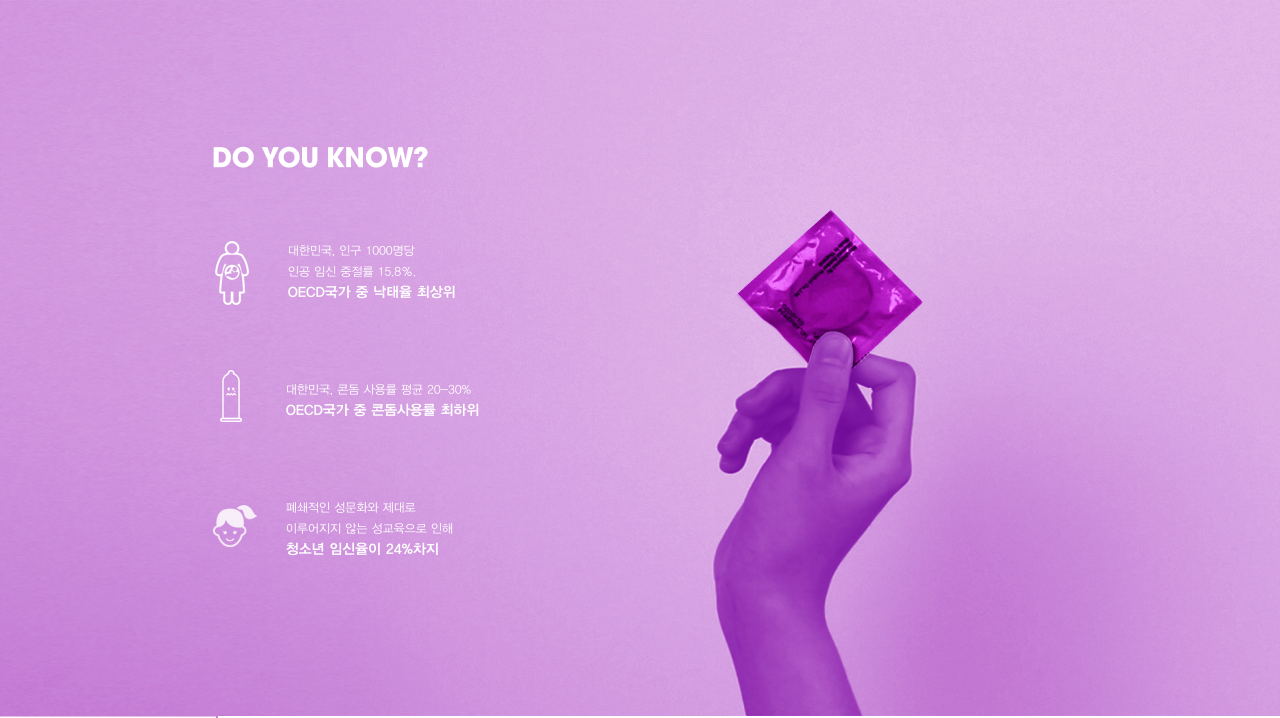 DO YOU KNOW?
대한민국, 인구 1000명당
인공 임신 중절률 15.8%.
OECD국가 중 낙태율 최상위
대한민국, 콘돔 사용률 평균 20-30%
OECD국가 중 콘돔사용률 최하위
폐쇄적인 성문화와 제대로
이루어지지 않는 성교육으로 인해
청소년 임신율이 24%차지